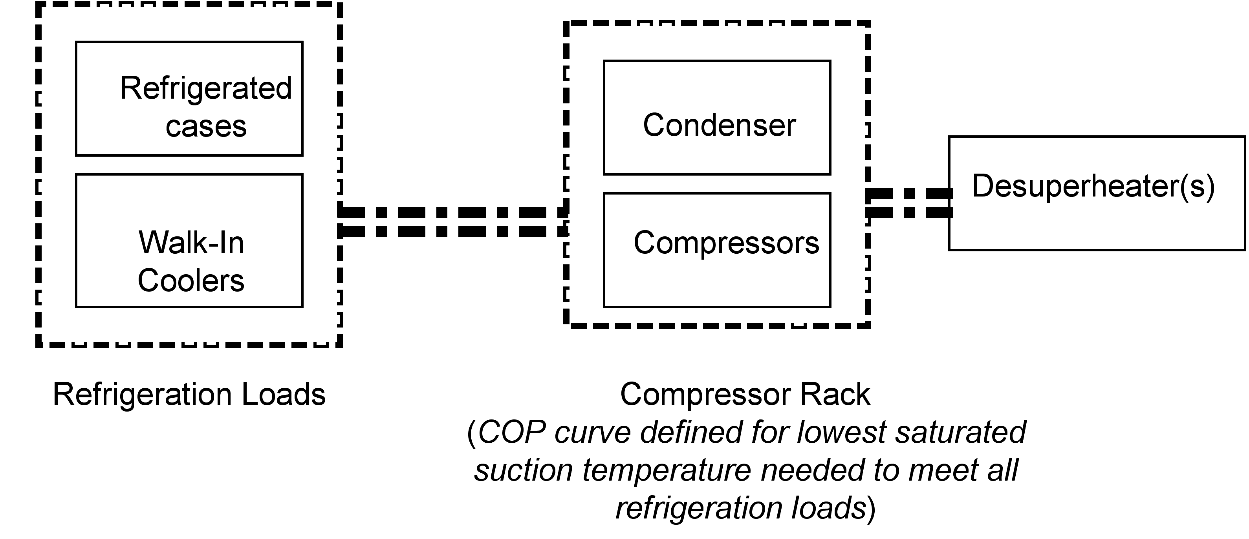 Refrigerated
cases
Walk-In
Coolers
Refrigeration Loads
Condenser
Compressors
Compressor Rack
(COP curve defined for lowest saturated
suction temperature needed to meet all
refrigeration loads)
Desuperheater(s)